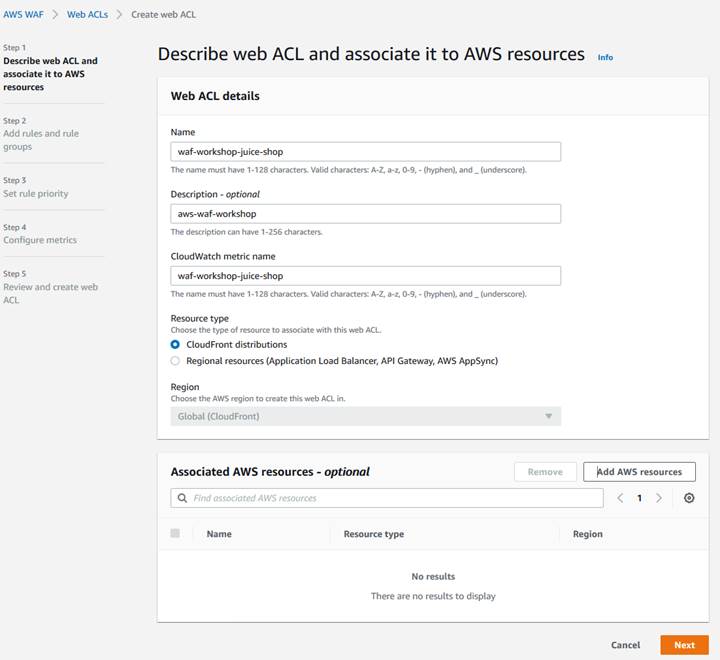 AWS WAF > Web ACLs > Create web ACL
Step 1
Describe web ACL and
associate it to AWS
resources
Step 2
Add rules and rule
groups
Step 3
Set rule priority
Step 4
Configure metrics
Step 5
Review and create web
ACL
Describe web ACL and associate it to AWS resources Info
Web ACL details
Name
waf-workshop-juice-shop
The name must have 1-128 characters. Valid characters: A-Z, a-z, 0-9, - (hyphen), and _ (underscore).
Description - optional
aws-waf-workshop
The description can have 1-256 characters.
CloudWatch metric name
waf-workshop-juice-shop
The name must have 1-128 characters. Valid characters: A-Z, a-z, 0-9, - (hyphen), and _ (underscore).
Resource type
Choose the type of resource to associate with this web ACL.
CloudFront distributions
Regional resources (Application Load Balancer, API Gateway, AWS AppSync)
Region
Choose the AWS region to create this web ACL in.
Global (CloudFront)
Associated AWS resources - optional
Remove
Add AWS resources
Find associated AWS resources
< 1 >
Name Resource type Region
No results
There are no results to display
Cancel Next